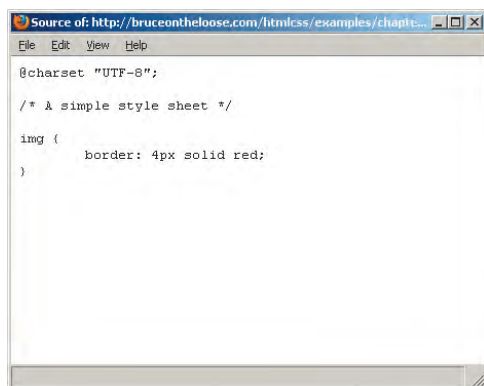 Source of: http://bruceontheloose.com/htmlcss/examples/chapte...
File Edit View Help
@charset "UTF-8";
/* A simple style sheet */
img {
border: 4px solid red;
}